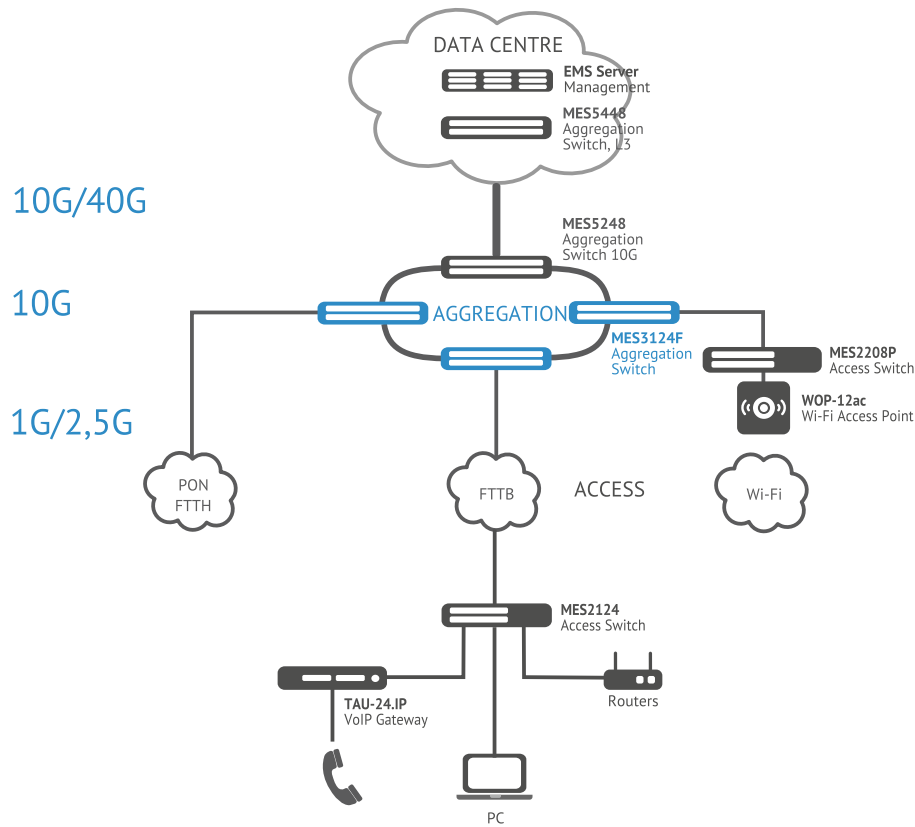 DATA CENTRE
EMS Server
Management
MES5448
Aggregation
Switch, L3
10G/40G
MES5248
Aggregation
Switch 10G
10G
AGGREGATION
MES3124F
Aggregation
Switch
MES2208P
Access Switch
WOP-12ac
Wi-Fi Access Point
1G/2,5G
PON
FTTH
FTTB
ACCESS
Wi-Fi
MES2124
Access Switch
TAU-24.IP
VoIP Gateway
Routers
PC